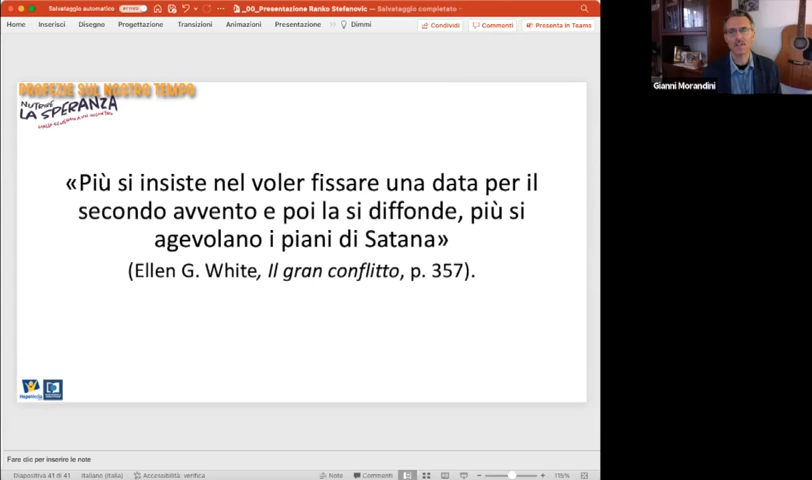 Salvataggio automatico
_0G_Presentazione Ranko Stefanovic — Salvataggio completato
Home Inserisci Disegno Progettazione Transizioni Animazioni Presentazione Dimmi Condividi Commenti Presenta in Teams
Gianni Morandini
PROFEZIE SUL NOSTRO TEMPO
NUTRIRE
LA SPERANZA
«Più si insiste nel voler fissare una data per il
secondo avvento e poi la si diffonde, più si
agevolano i piani di Satana»
(Ellen G. White, Il gran conflitto, p. 357).
HopeMedia
Fare clic per inserire le note
Diapositiva 41 di 41 Italiano (Italia) Accessibilità: verifica Note Commenti 115%